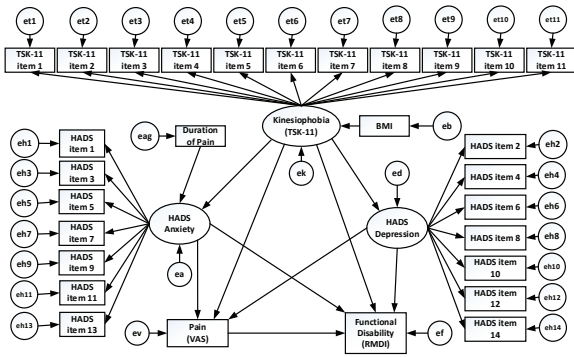 et1 et2 et3 et4 et5 et6 et7 et8 et9 et10 et11
TSK-11 TSK-11 TSK-11 TSK-11 TSK-11 TSK-11 TSK-11 TSK-11 TSK-11 TSK-11 TSK-11
item 1 item 2 item 3 item 4 item 5 item 6 item 7 item 8 item 9 item 10 item 11
Kinesiophobia
(TSK-11)
BMI
eb
eag
Duration
of Pain
ek
ed
eh1
HADS
item 1
eh3
HADS
item 3
eh5
HADS
item 5
eh7
HADS
item 7
eh9
HADS
item 9
eh11
HADS
item 11
eh13
HADS
item 13
HADS
Anxiety
ea
HADS
Depression
HADS item 2
eh2
HADS item 4
eh4
HADS item 6
eh6
HADS item 8
eh8
HADS item
10
eh10
HADS item
12
eh12
HADS item
14
eh14
ev
Pain
(VAS)
Functional
Disability
(RMDI)
ef